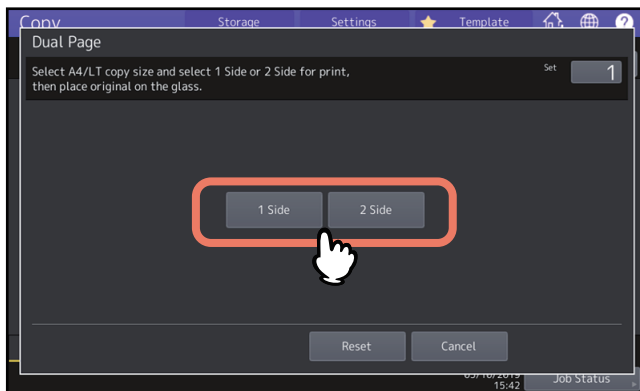 Copy Storage Settings Template ?
Dual Page
Select A4/LT copy size and select 1 Side or 2 Side for print,
then place original on the glass.
Set 1
1 Side 2 Side
Reset Cancel
15:42 Job Status